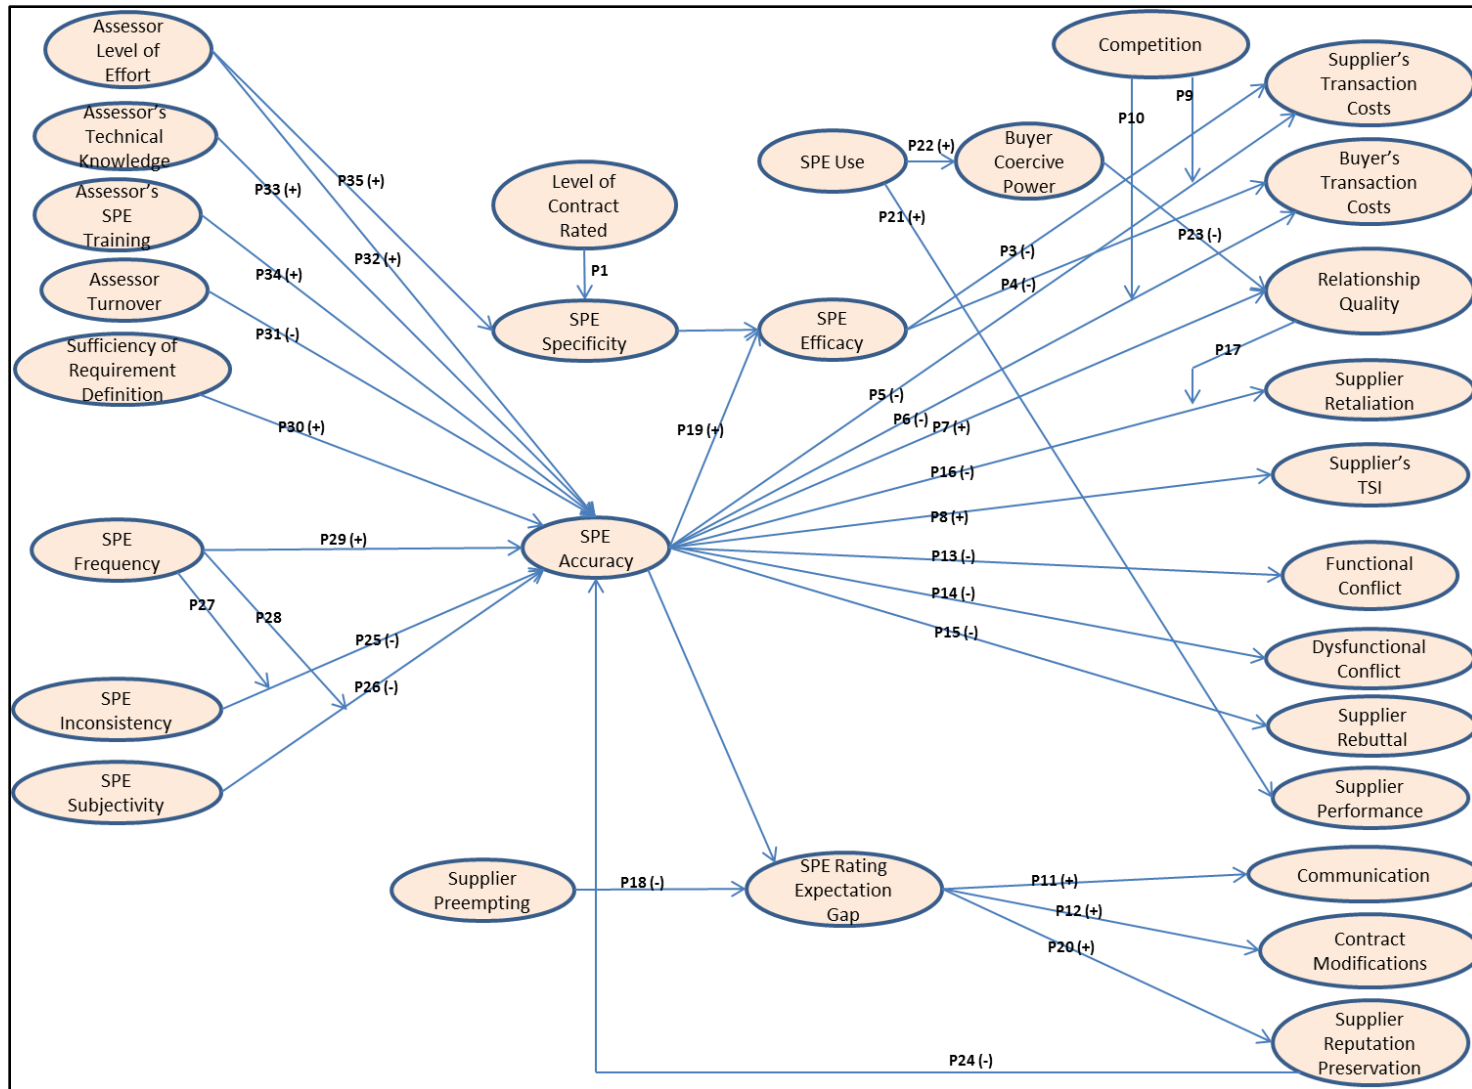 Assessor
Level of
Effort
Assessor's
Technical
Knowledge
Assessor's
SPE
Training
Assessor
Turnover
Sufficiency of
Requirement
Definition
SPE
Frequency
SPE
Inconsistency
SPE
Subjectivity
P35 (+)
P33 (+)
P32 (+)
P34 (+)
P31 (-)
P30 (+)
P29 (+)
P27
P28
P25 (-)
P26 (-)
Level of
Contract
Rated
P1
SPE
Specificity
SPE
Accuracy
Supplier
Preempting
P18 (-)
SPE Use
P22 (+)
Buyer
Coercive
Power
P21 (+)
SPE
Efficacy
P19 (+)
SPE Rating
Expectation
Gap
Competition
P9
P10
P3 (-)
P4 (-)
P23 (-)
P5 (-)
P6 (-)
P7 (+)
P17
P16 (-)
P8 (+)
P13 (-)
P14 (-)
P15 (-)
P11 (+)
P12 (+)
P20 (+)
P24 (-)
Supplier's
Transaction
Costs
Buyer's
Transaction
Costs
Relationship
Quality
Supplier
Retaliation
Supplier's
TSI
Functional
Conflict
Dysfunctional
Conflict
Supplier
Rebuttal
Supplier
Performance
Communication
Contract
Modifications
Supplier
Reputation
Preservation